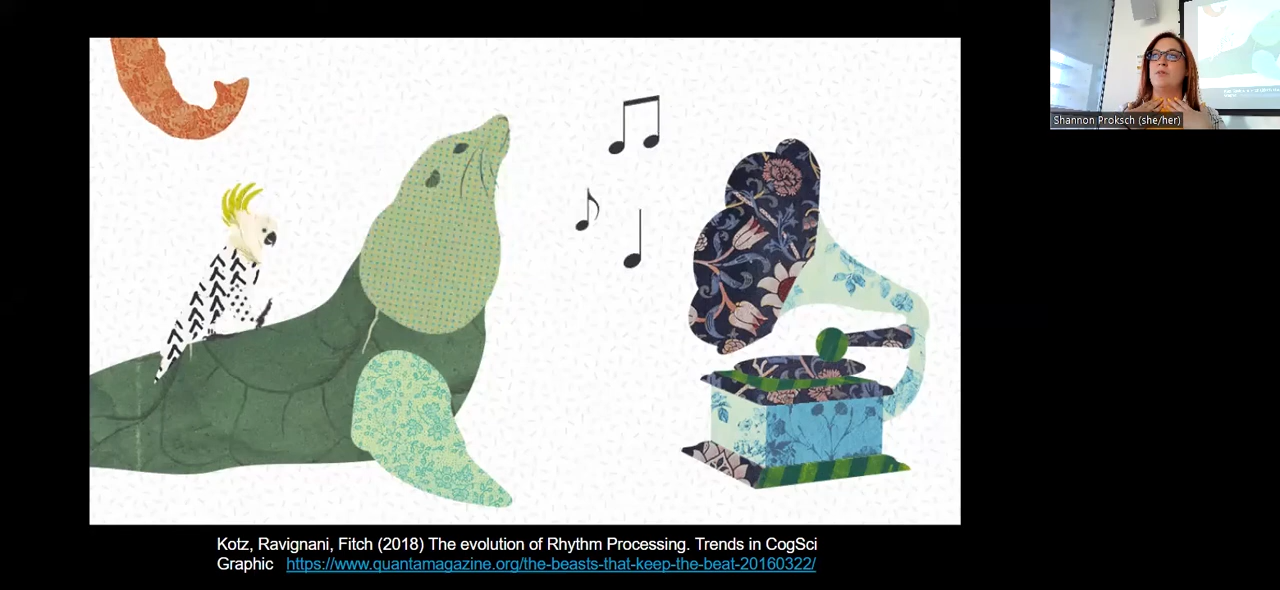 Shannon Proksch (she/her)
Kotz, Ravignani, Fitch (2018) The evolution of Rhythm Processing. Trends in CogSci
Graphic https://www.quantamagazine.org/the-beasts-that-keep-the-beat-20160322/